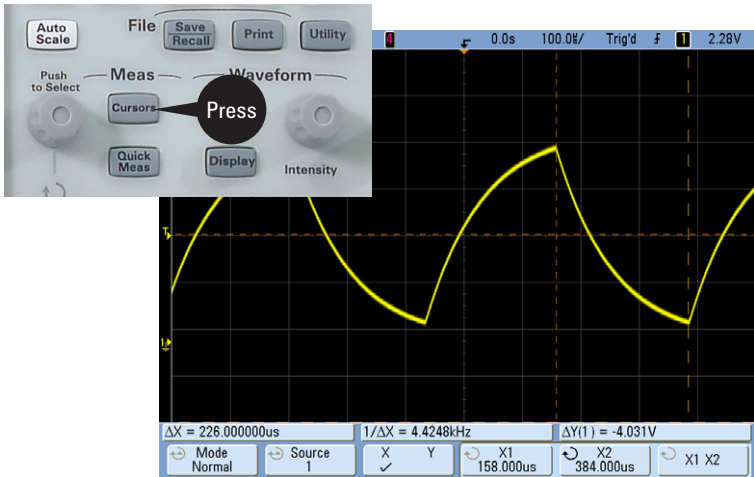 Auto
Scale
File
Save
Recall
Print
Utility
Push
to Select
Meas
Waveform
Cursors
Press
Quick
Meas
Display
Intensity
4
0.0s
100.0%/
Trig'd
1
2.28V
T
1
ΔX = 226.000000us
1/ΔX = 4.4248kHz
ΔY(1) = -4.031V
Mode
Normal
Source
1
X Y
✓
X1
158.000us
X2
384.000us
X1 X2